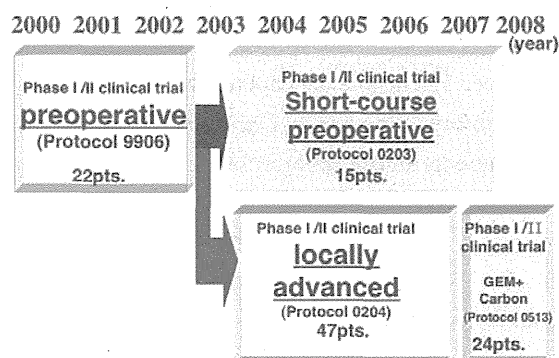 2000 2001 2002 2003 2004 2005 2006 2007 2008
(year)
Phase I /II clinical trial
preoperative
(Protocol 9906)
22pts.
Phase I /II clinical trial
Short-course
preoperative
(Protocol 0203)
15pts.
Phase I /II clinical trial
locally
advanced
(Protocol 0204)
47pts.
Phase I /II
clinical trial
GEM+
Carbon
(Protocol 0513)
24pts.